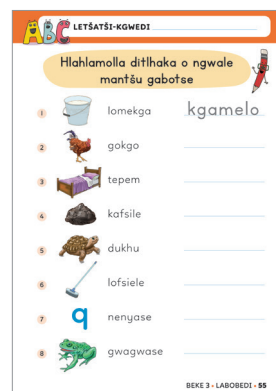 ABC LETŠATŠI-KGWEDI
Hlahlamolla ditlhaka o ngwale
mantšu gabotse
1 lomekga kgamelo
2 gokgo
3 tepem
4 kafsile
5 dukhu
6 lofsiele
7 q nenyase
8 gwagwase
BEKE 3 • LABOBEDI • 55